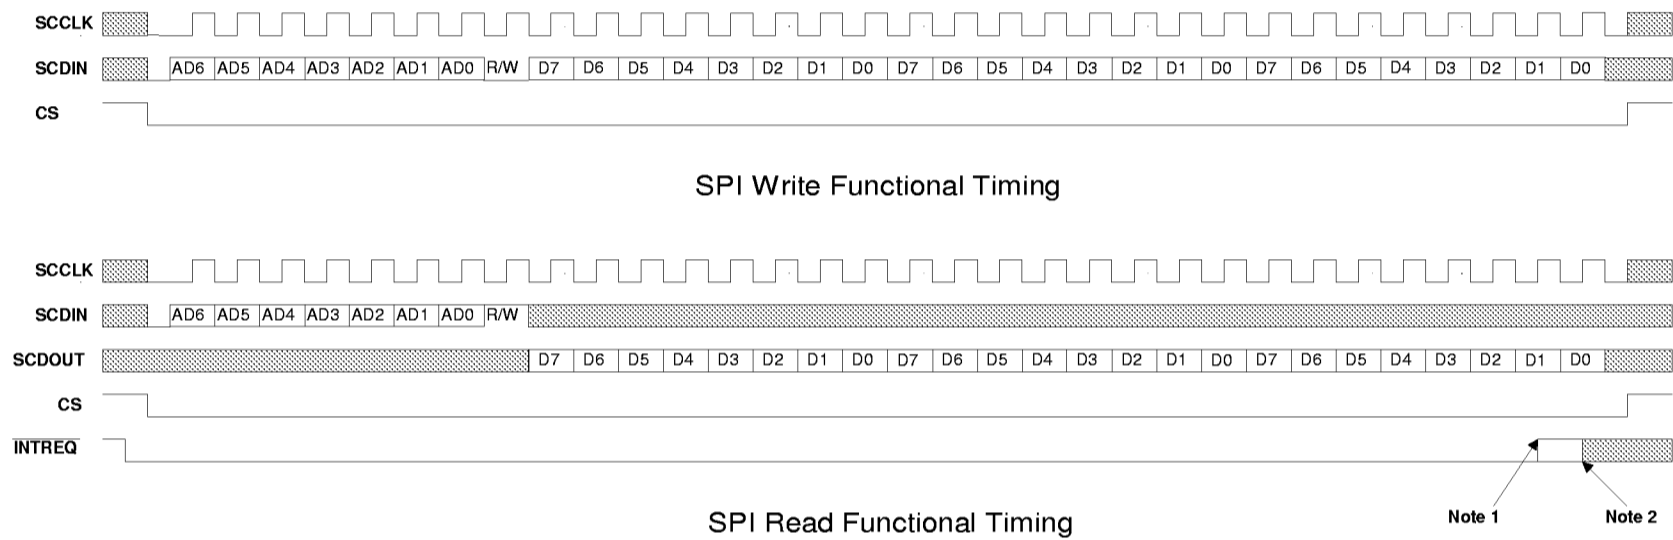 SCCLK
SCDIN AD6 AD5 AD4 AD3 AD2 AD1 AD0 R/W D7 D6 D5 D4 D3 D2 D1 D0 D7 D6 D5 D4 D3 D2 D1 D0 D7 D6 D5 D4 D3 D2 D1 D0
CS
SPI Write Functional Timing
SCCLK
SCDIN AD6 AD5 AD4 AD3 AD2 AD1 AD0 R/W
SCDOUT D7 D6 D5 D4 D3 D2 D1 D0 D7 D6 D5 D4 D3 D2 D1 D0 D7 D6 D5 D4 D3 D2 D1 D0
CS
INTREQ
Note 1 Note 2
SPI Read Functional Timing